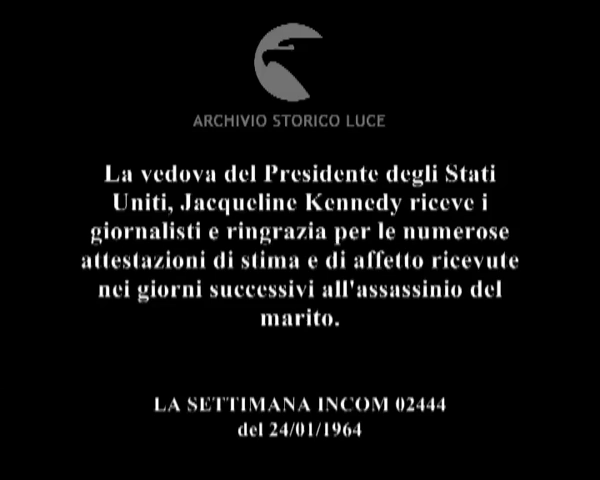 ARCHIVIO STORICO LUCE
La vedova del Presidente degli Stati
Uniti, Jacqueline Kennedy riceve i
giornalisti e ringrazia per le numerose
attestazioni di stima e di affetto ricevute
nei giorni successivi all'assassinio del
marito.
LA SETTIMANA INCOM 02444
del 24/01/1964